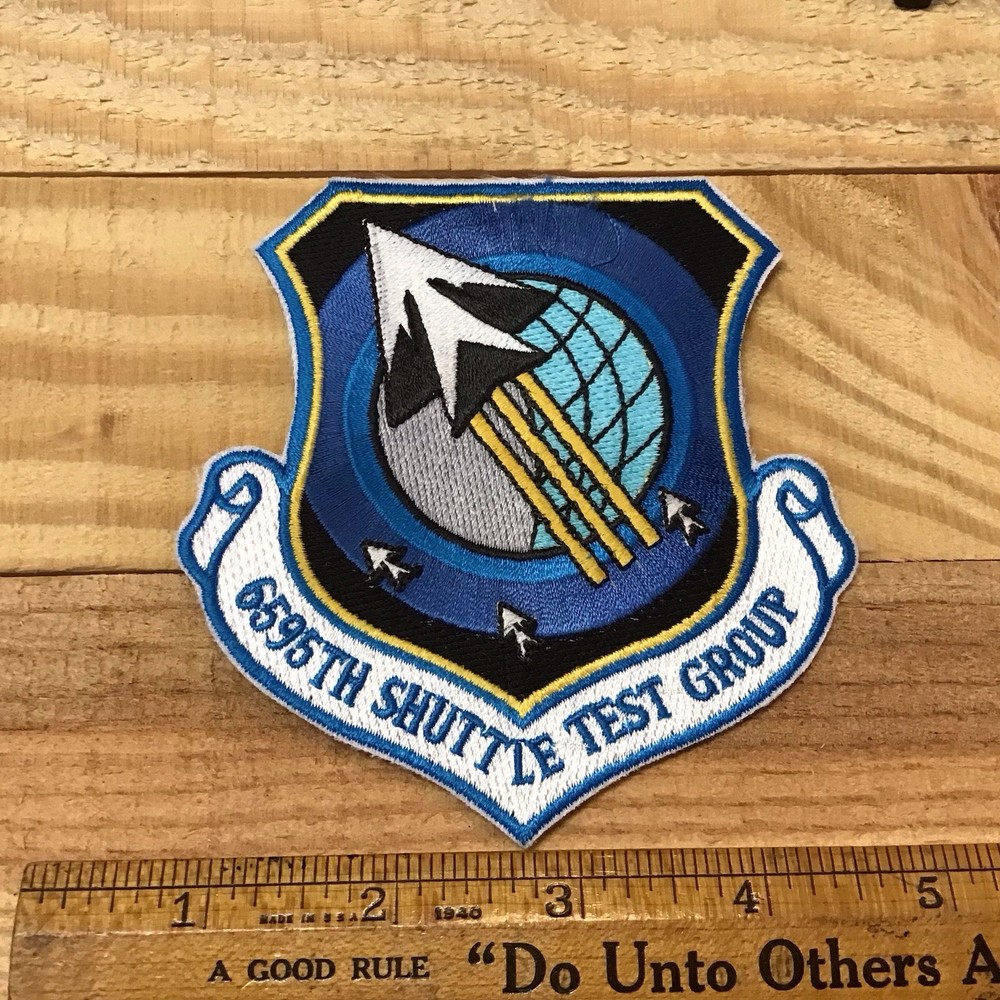 6595TH SHUTTLE TEST GROUP
1 2 3 4 5
MADE IN U.S.A. 1940
A GOOD RULE "Do Unto Others A